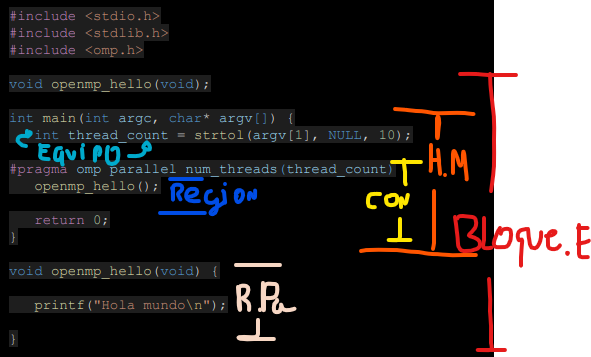 #include <stdio.h>
#include <stdlib.h>
#include <omp.h>
void openmp_hello(void);
int main(int argc, char* argv[]) {
int thread_count = strtol(argv[1], NULL, 10);
EQUIPO
#pragma omp parallel num_threads(thread_count)
H.M
openmp_hello();
Region
CON
return 0;
}
Bloque.E
void openmp_hello(void) {
printf("Hola mundo\n");
R.Pa
}